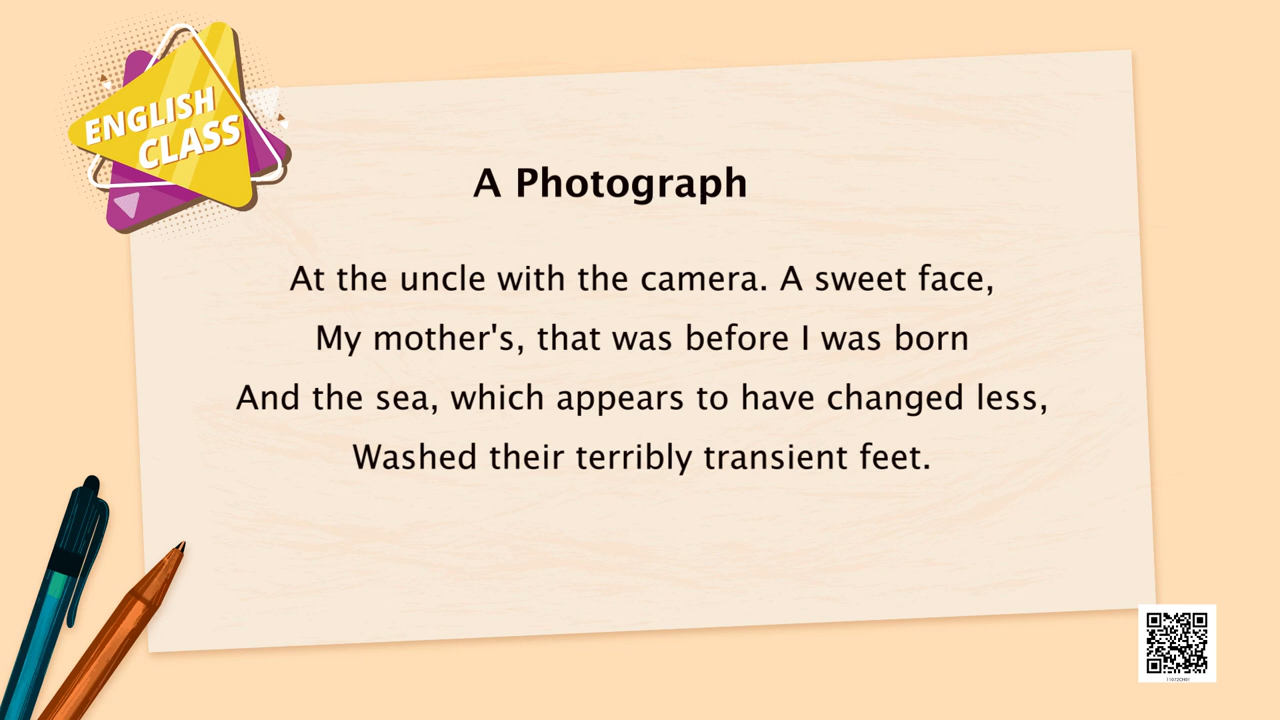 ENGLISH
CLASS
A Photograph
At the uncle with the camera. A sweet face,
My mother's, that was before I was born
And the sea, which appears to have changed less,
Washed their terribly transient feet.